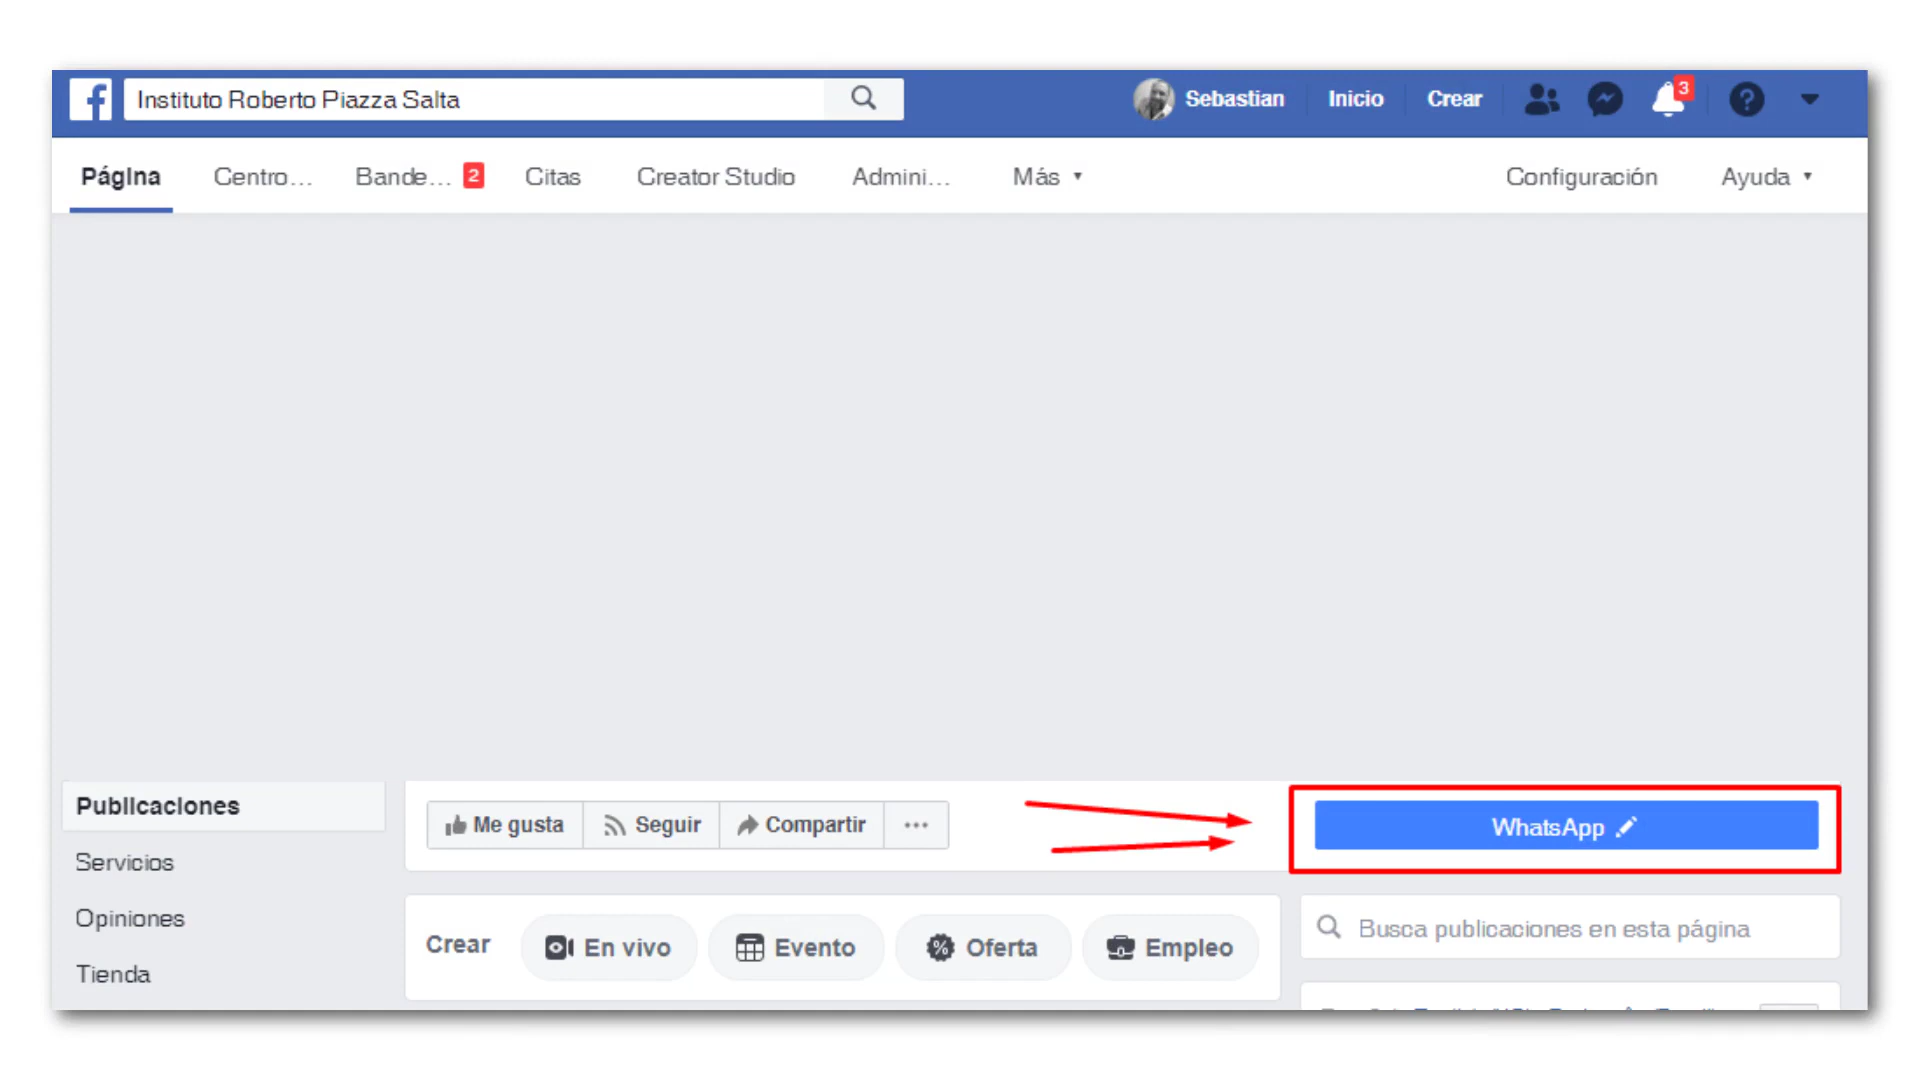 Instituto Roberto Piazza Salta
Sebastian Inicio Crear 3
Página Centro... Bande... 2 Citas Creator Studio Admini... Más Configuración Ayuda
Publicaciones
Me gusta Seguir Compartir ... WhatsApp
Servicios
Opiniones
Crear En vivo Evento Oferta Empleo
Busca publicaciones en esta página
Tienda